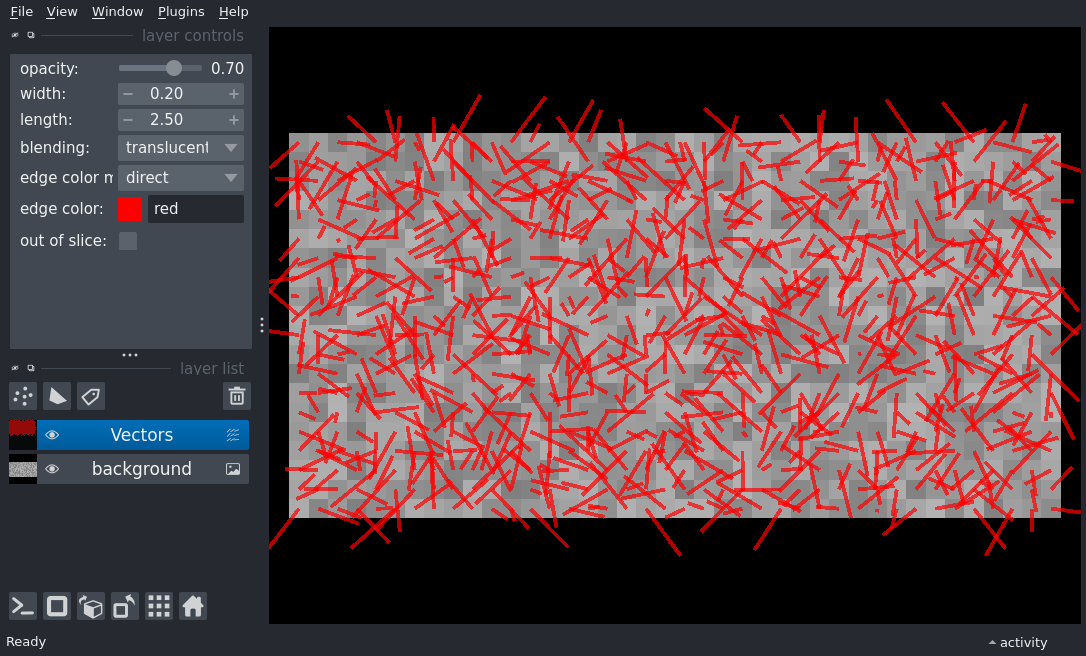 File View Window Plugins Help
layer controls
opacity: 0.70
width: 0.20
length: 2.50
blending: translucent
edge color m direct
edge color: red
out of slice:
layer list
Vectors
background
Ready activity